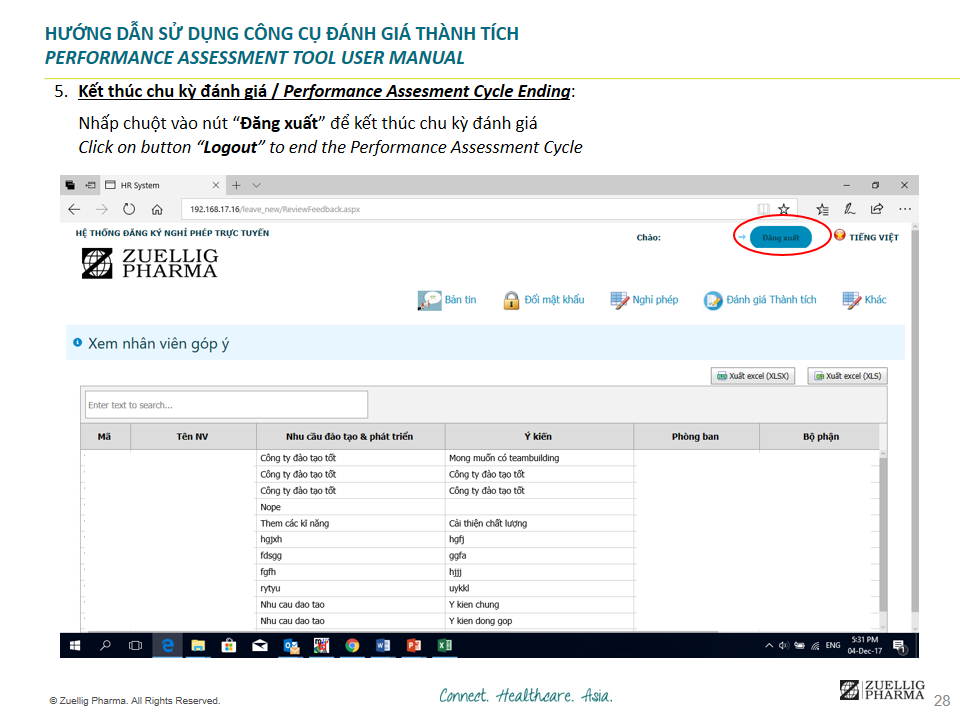 HƯỚNG DẪN SỬ DỤNG CÔNG CỤ ĐÁNH GIÁ THÀNH TÍCH
PERFORMANCE ASSESSMENT TOOL USER MANUAL
5. Kết thúc chu kỳ đánh giá / Performance Assesment Cycle Ending:
Nhấp chuột vào nút “Đăng xuất” để kết thúc chu kỳ đánh giá
Click on button “Logout” to end the Performance Assessment Cycle
HR System
192.168.17.16/leave_new/ReviewFeedback.aspx
HỆ THỐNG ĐĂNG KÝ NGHỈ PHÉP TRỰC TUYẾN
Chào: Đăng xuất TIẾNG VIỆT
ZUELLIG
PHARMA
Bản tin Đổi mật khẩu Nghỉ phép Đánh giá Thành tích Khác
Xem nhân viên góp ý
Xuất excel (XLSX) Xuất excel (XLS)
Enter text to search...
Mã Tên NV Nhu cầu đào tạo & phát triển Ý kiến Phòng ban Bộ phận
Công ty đào tạo tốt Mong muốn có teambuilding
Công ty đào tạo tốt Công ty đào tạo tốt
Công ty đào tạo tốt Công ty đào tạo tốt
Nope
Them các kĩ năng Cải thiện chất lượng
hgjxh hgfj
fdsgg ggfa
fgfh hjjj
rytyu uykkl
Nhu cau dao tao Y kien chung
Nhu cau dao tao Y kien dong gop
ENG 5:31 PM
04-Dec-17 1
© Zuellig Pharma. All Rights Reserved.
Connect. Healthcare. Asia.
ZUELLIG
PHARMA
28